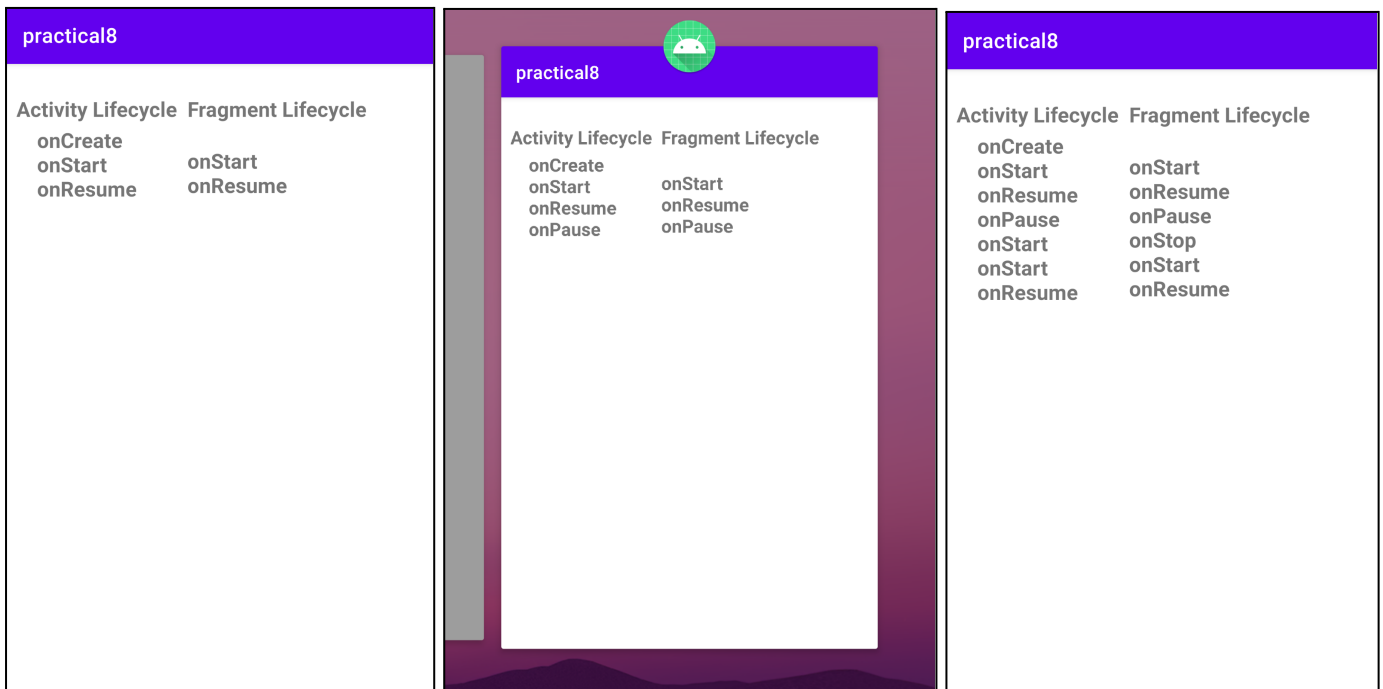 practical8
Activity Lifecycle Fragment Lifecycle
onCreate
onStart
onResume
onStart
onResume
practical8
Activity Lifecycle Fragment Lifecycle
onCreate
onStart
onResume
onPause
onStart
onResume
onPause
practical8
Activity Lifecycle Fragment Lifecycle
onCreate
onStart
onResume
onPause
onStart
onStart
onResume
onStart
onResume
onPause
onStop
onStart
onResume